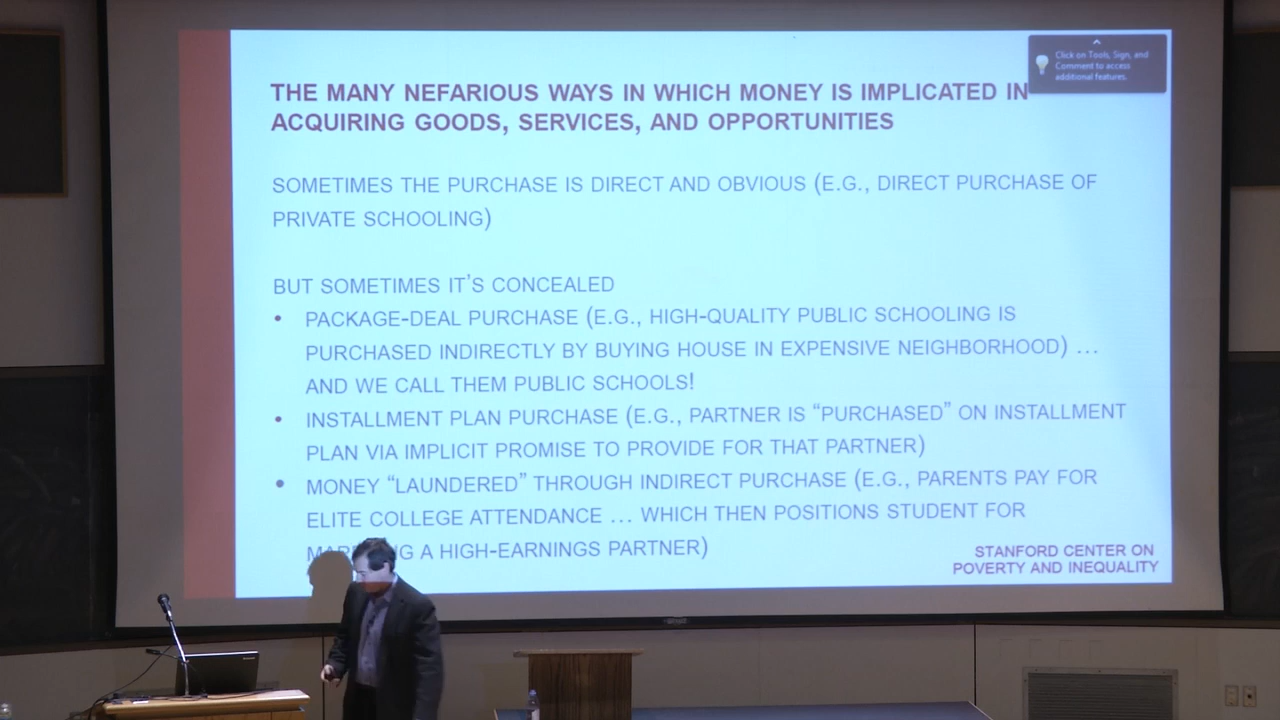 THE MANY NEFARIOUS WAYS IN WHICH MONEY IS IMPLICATED IN
ACQUIRING GOODS, SERVICES, AND OPPORTUNITIES
Click on Tools, Sign, and
Comment to access
additional features.
SOMETIMES THE PURCHASE IS DIRECT AND OBVIOUS (E.G., DIRECT PURCHASE OF
PRIVATE SCHOOLING)
BUT SOMETIMES IT'S CONCEALED
• PACKAGE-DEAL PURCHASE (E.G., HIGH-QUALITY PUBLIC SCHOOLING IS
PURCHASED INDIRECTLY BY BUYING HOUSE IN EXPENSIVE NEIGHBORHOOD) …
AND WE CALL THEM PUBLIC SCHOOLS!
• INSTALLMENT PLAN PURCHASE (E.G., PARTNER IS “PURCHASED” ON INSTALLMENT
PLAN VIA IMPLICIT PROMISE TO PROVIDE FOR THAT PARTNER)
• MONEY “LAUNDERED” THROUGH INDIRECT PURCHASE (E.G., PARENTS PAY FOR
ELITE COLLEGE ATTENDANCE … WHICH THEN POSITIONS STUDENT FOR
A HIGH-EARNINGS PARTNER)
STANFORD CENTER ON
POVERTY AND INEQUALITY